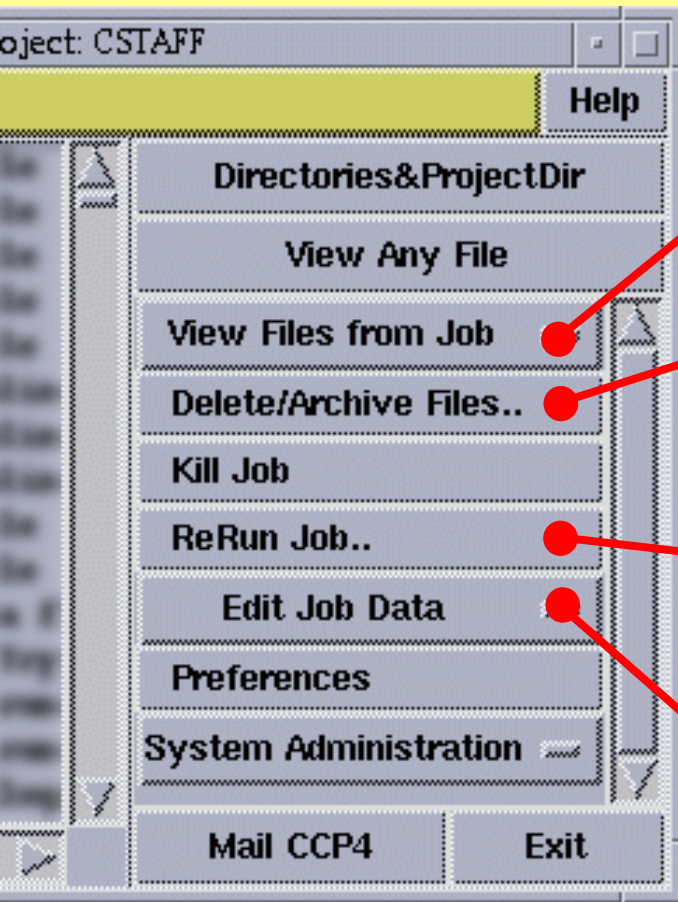 oject: CSTAFF
Help
Directories&ProjectDir
View Any File
View Files from Job
Delete/Archive Files..
Kill Job
ReRun Job..
Edit Job Data
Preferences
System Administration
Mail CCP4
Exit